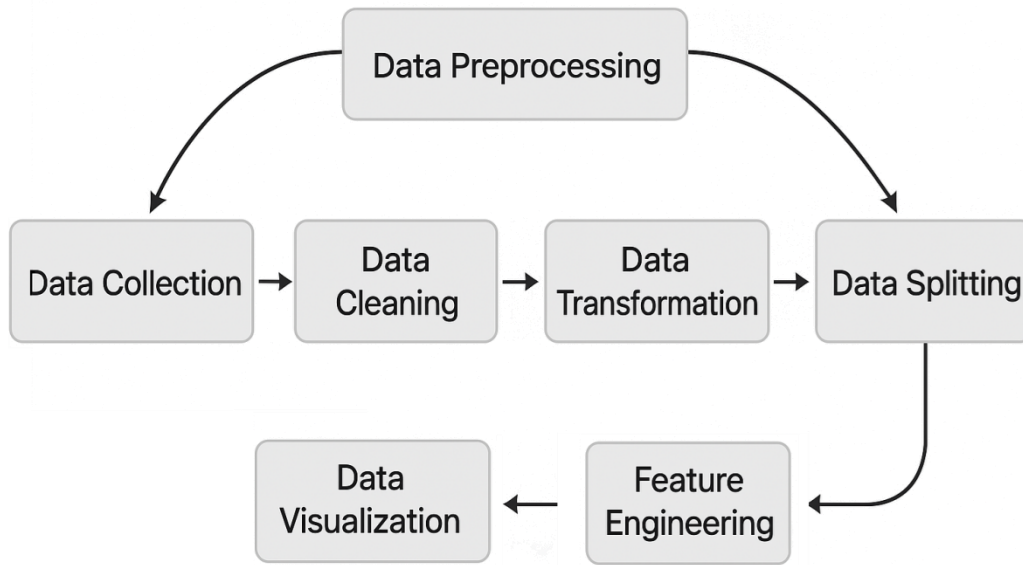 Data Preprocessing
Data Collection
Data
Cleaning
Data
Transformation
Data Splitting
Data
Visualization
Feature
Engineering